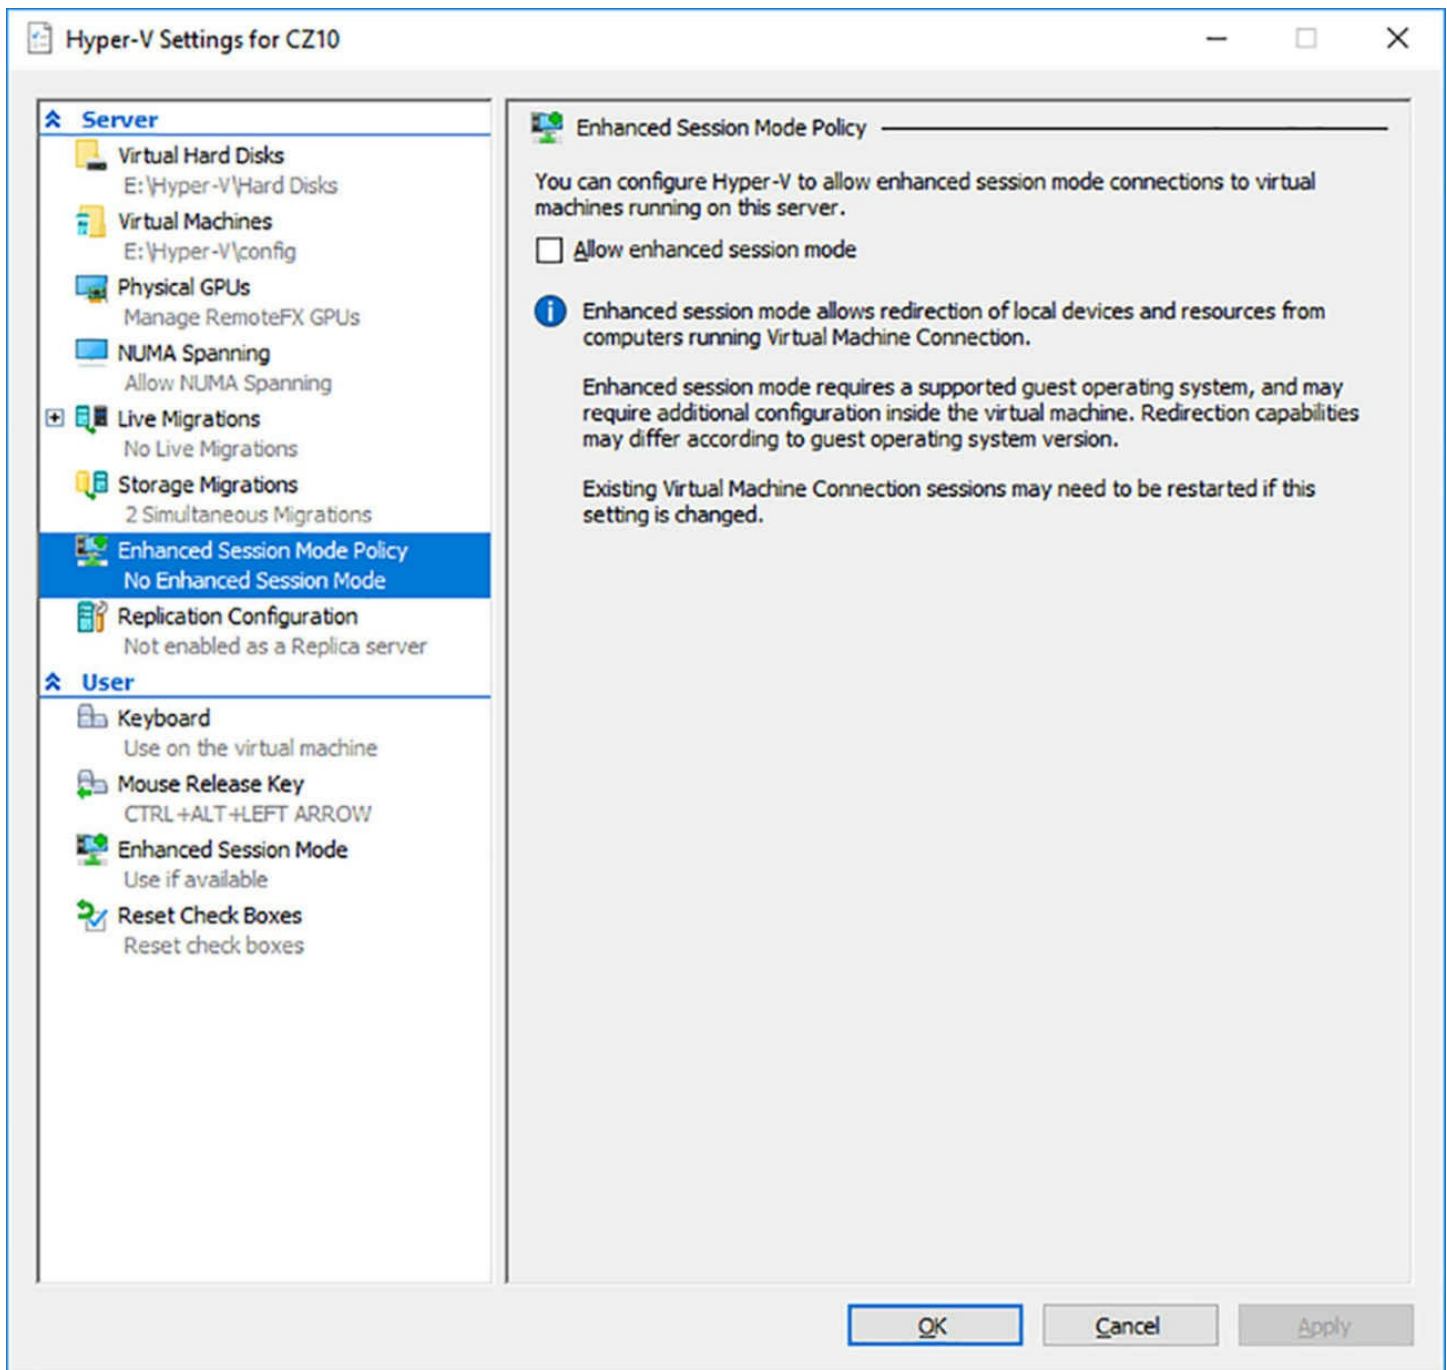 Hyper-V Settings for CZ10
Server
Virtual Hard Disks
E:\Hyper-V\Hard Disks
Virtual Machines
E:\Hyper-V\config
Physical GPUs
Manage RemoteFX GPUs
NUMA Spanning
Allow NUMA Spanning
Live Migrations
No Live Migrations
Storage Migrations
2 Simultaneous Migrations
Enhanced Session Mode Policy
No Enhanced Session Mode
Replication Configuration
Not enabled as a Replica server
User
Keyboard
Use on the virtual machine
Mouse Release Key
CTRL+ALT+LEFT ARROW
Enhanced Session Mode
Use if available
Reset Check Boxes
Reset check boxes
Enhanced Session Mode Policy
You can configure Hyper-V to allow enhanced session mode connections to virtual
machines running on this server.
Allow enhanced session mode
Enhanced session mode allows redirection of local devices and resources from
computers running Virtual Machine Connection.
Enhanced session mode requires a supported guest operating system, and may
require additional configuration inside the virtual machine. Redirection capabilities
may differ according to guest operating system version.
Existing Virtual Machine Connection sessions may need to be restarted if this
setting is changed.
OK
Cancel
Apply